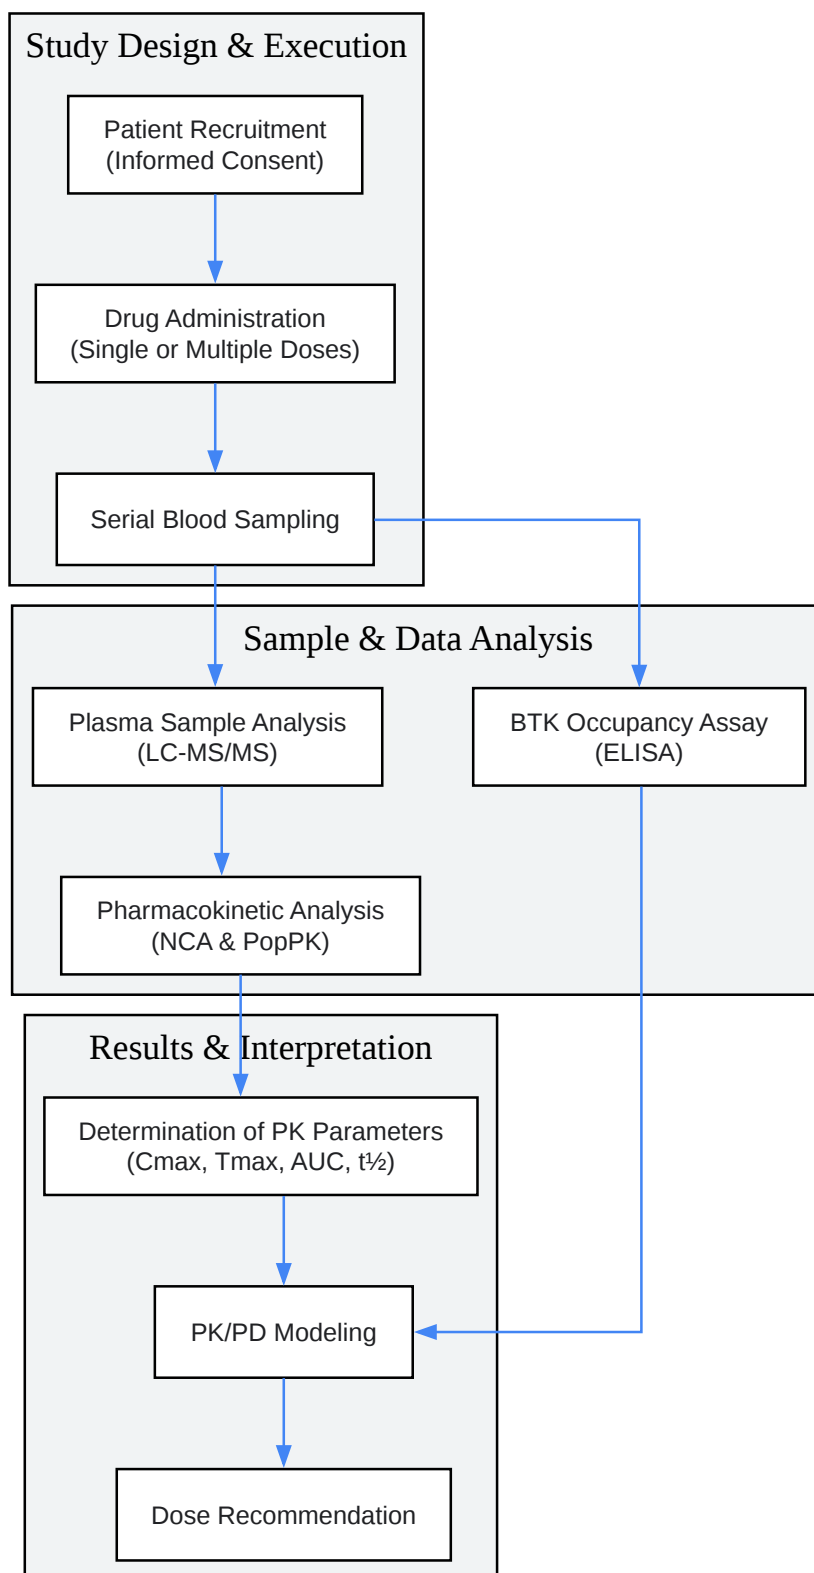 Study Design & Execution
Patient Recruitment
(Informed Consent)
Drug Administration
(Single or Multiple Doses)
Serial Blood Sampling
Sample & Data Analysis
Plasma Sample Analysis
(LC-MS/MS)
BTK Occupancy Assay
(ELISA)
Pharmacokinetic Analysis
(NCA & PopPK)
Results & Interpretation
Determination of PK Parameters
(Cmax, Tmax, AUC, t½)
PK/PD Modeling
Dose Recommendation